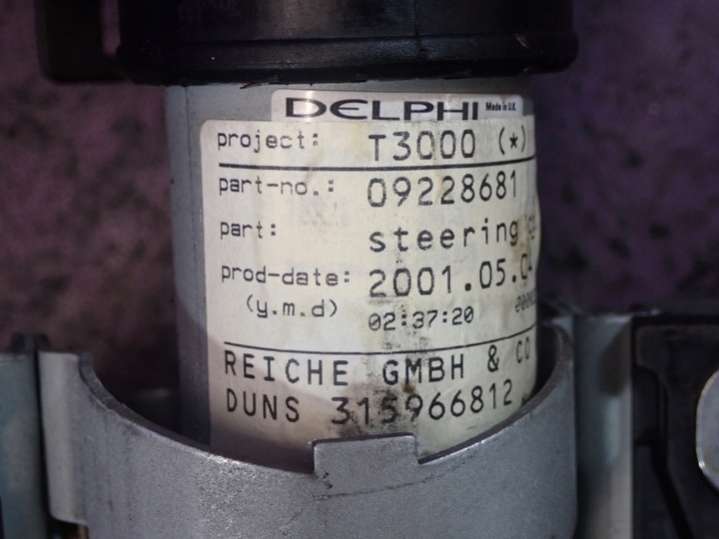 DELPHI Made in U.K.
project: T3000 (*)
part-no.: 09228681
part: steering
prod-date: 2001.05.
(y.m.d) 02:37:20
REICHE GMBH & CO
DUNS 315966812